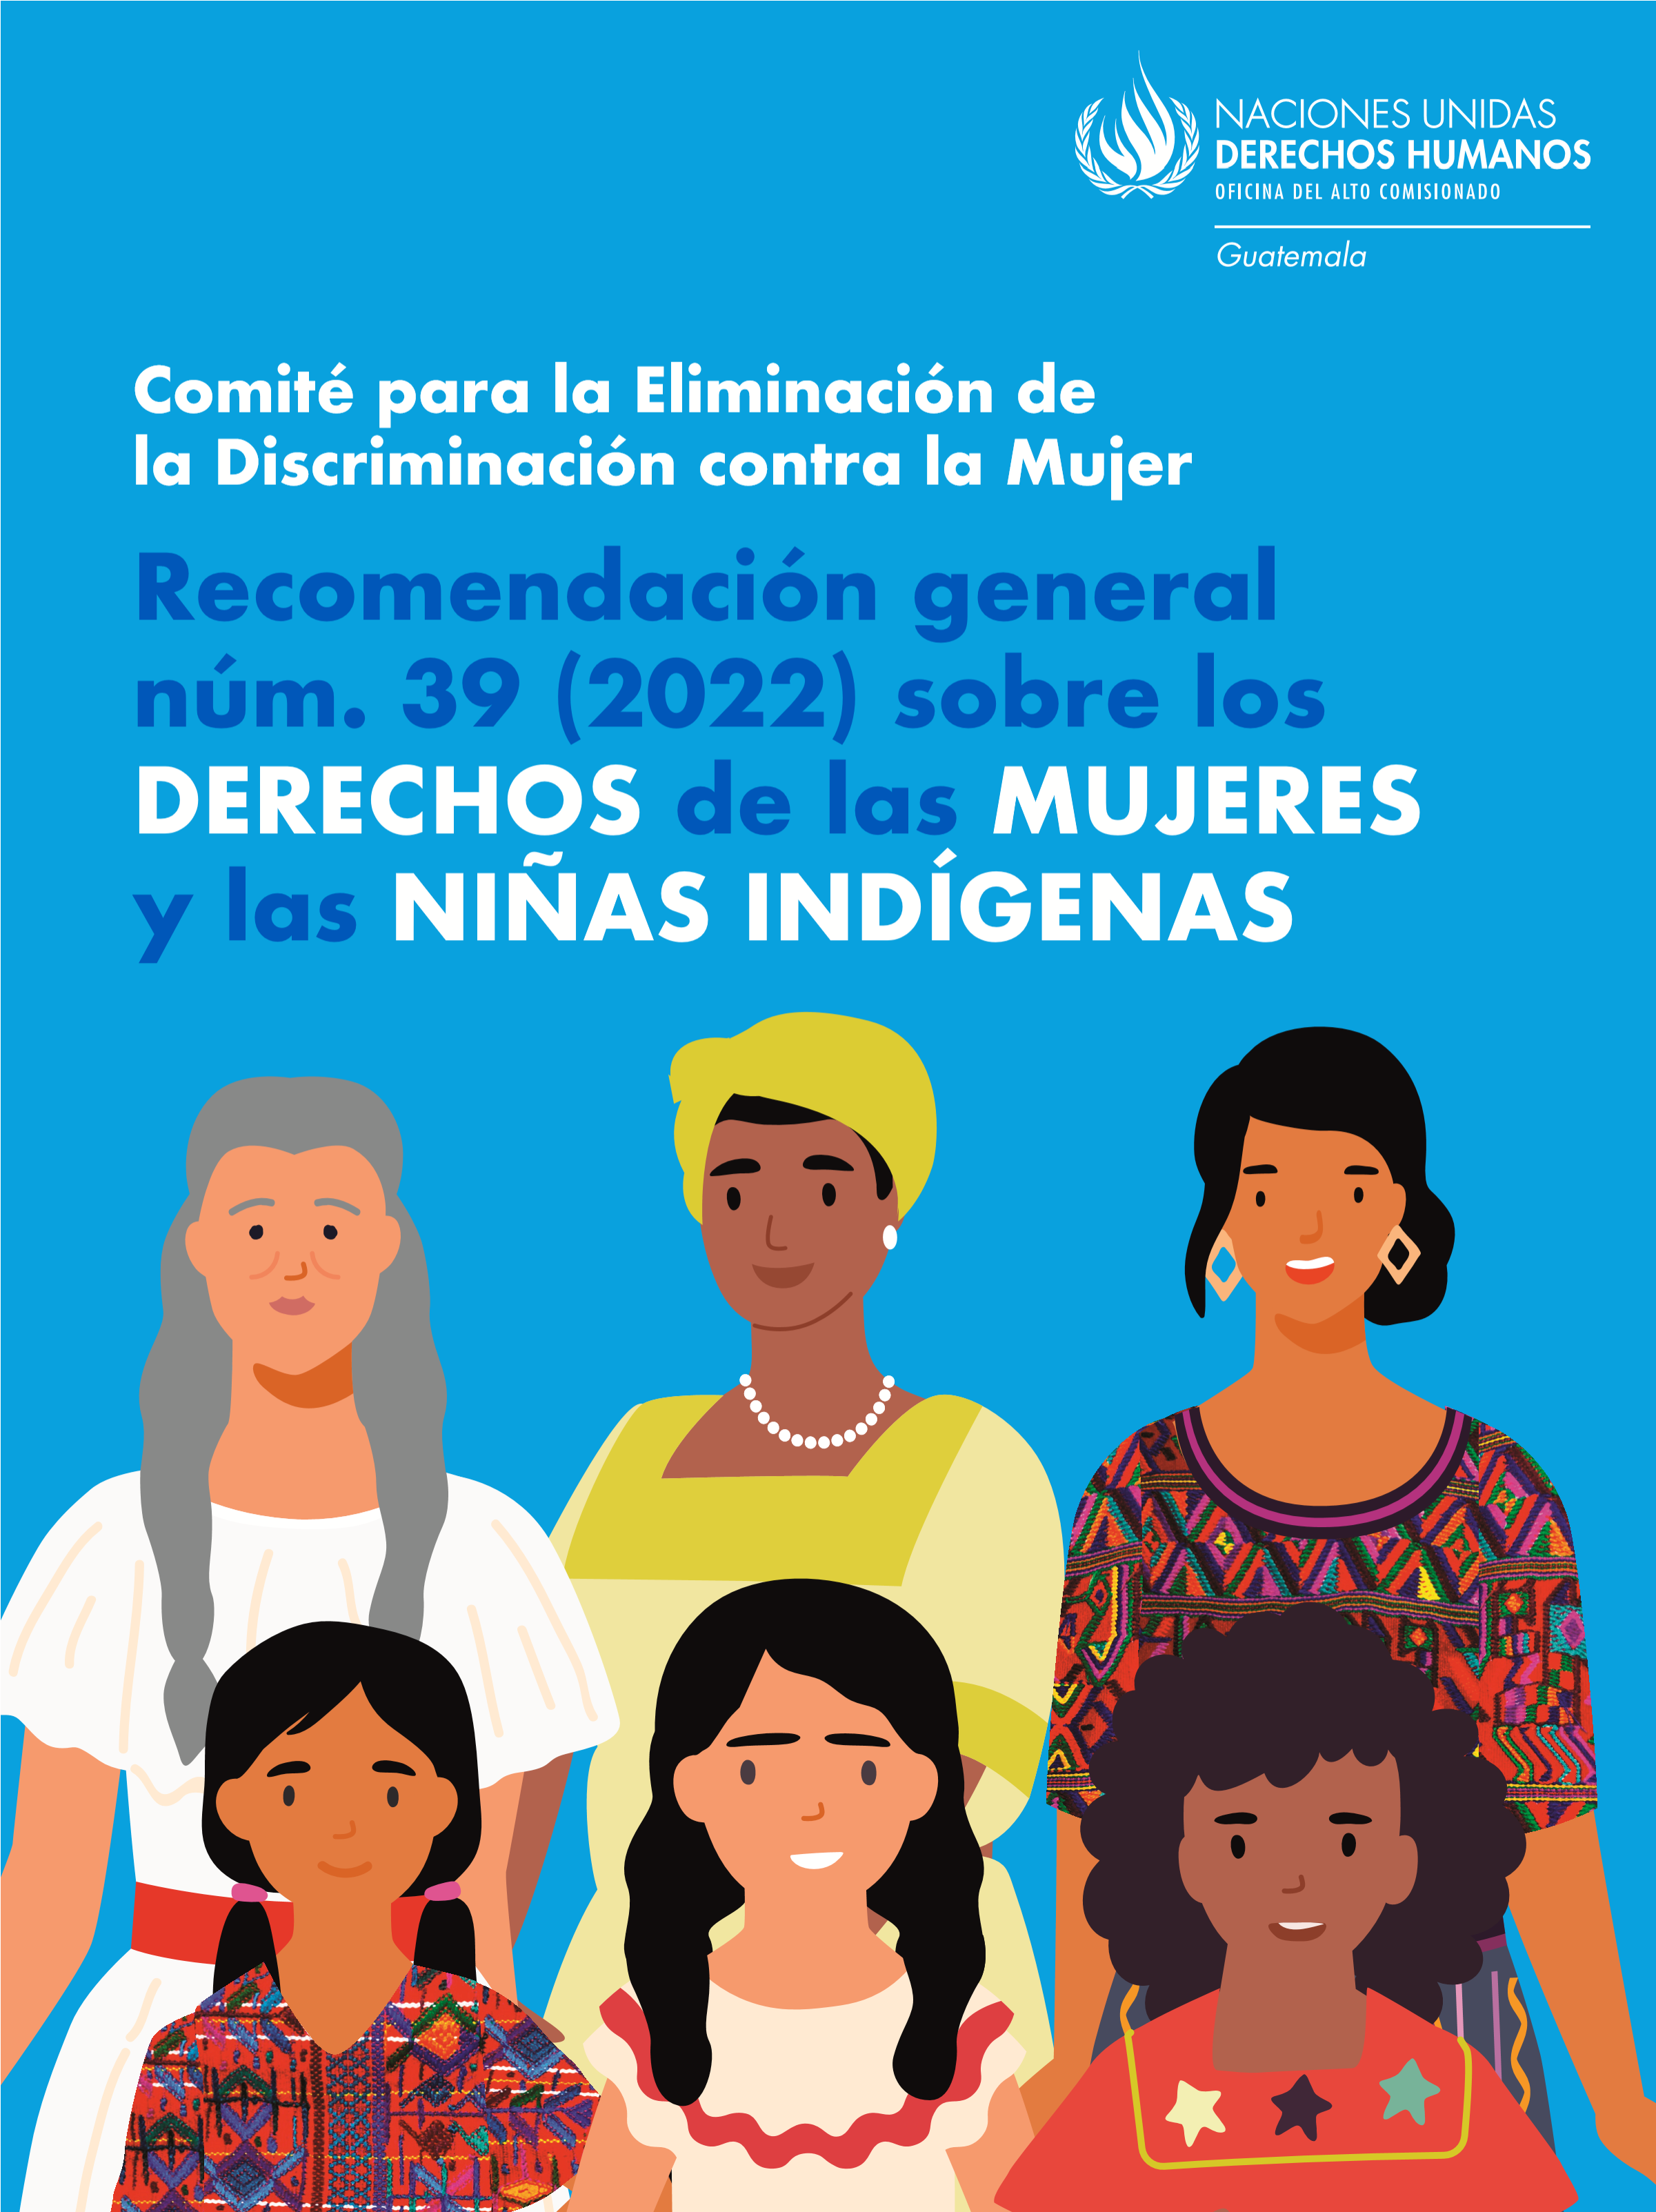 NACIONES UNIDAS
DERECHOS HUMANOS
OFICINA DEL ALTO COMISIONADO
Guatemala
Comité para la Eliminación de
la Discriminación contra la Mujer
Recomendación general
núm. 39 (2022) sobre los
DERECHOS de las MUJERES
y las NIÑAS INDÍGENAS